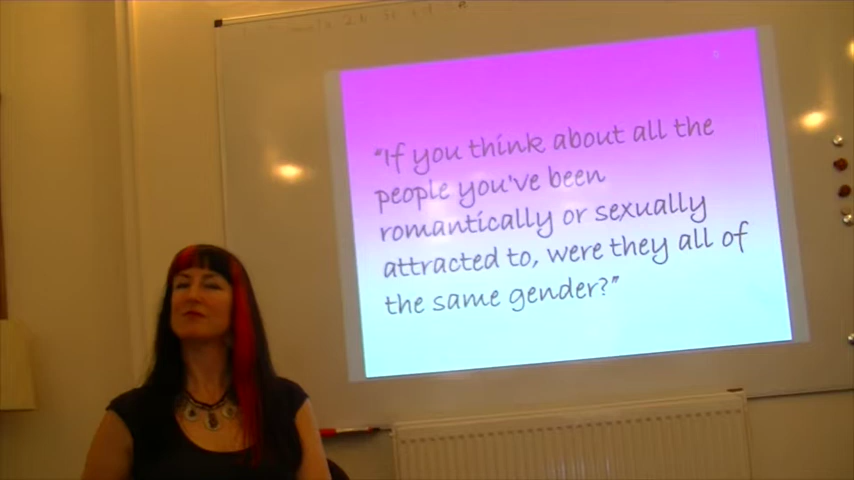 "If you think about all the
people you've been
romantically or sexually
attracted to, were they all of
the same gender?"